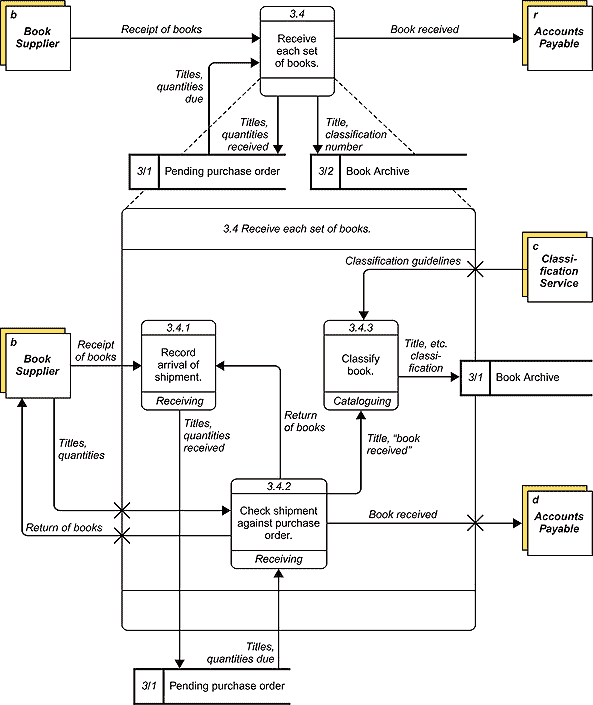 b
Book
Supplier
Receipt of books
3.4
Receive
each set
of books.
Book received
r
Accounts
Payable
Titles,
quantities
due
Titles,
quantities
received
Title,
classification
number
3/1
Pending purchase order
3/2
Book Archive
3.4 Receive each set of books.
Classification guidelines
c
Classi-
fication
Service
b
Book
Supplier
Receipt
of books
3.4.1
Record
arrival of
shipment.
Receiving
3.4.3
Classify
book.
Cataloguing
Title, etc.
classi-
fication
3/1
Book Archive
Titles,
quantities
Titles,
quantities
received
Return
of books
Title, “book
received”
3.4.2
Check shipment
against purchase
order.
Receiving
Return of books
Book received
d
Accounts
Payable
Titles,
quantities due
3/1
Pending purchase order